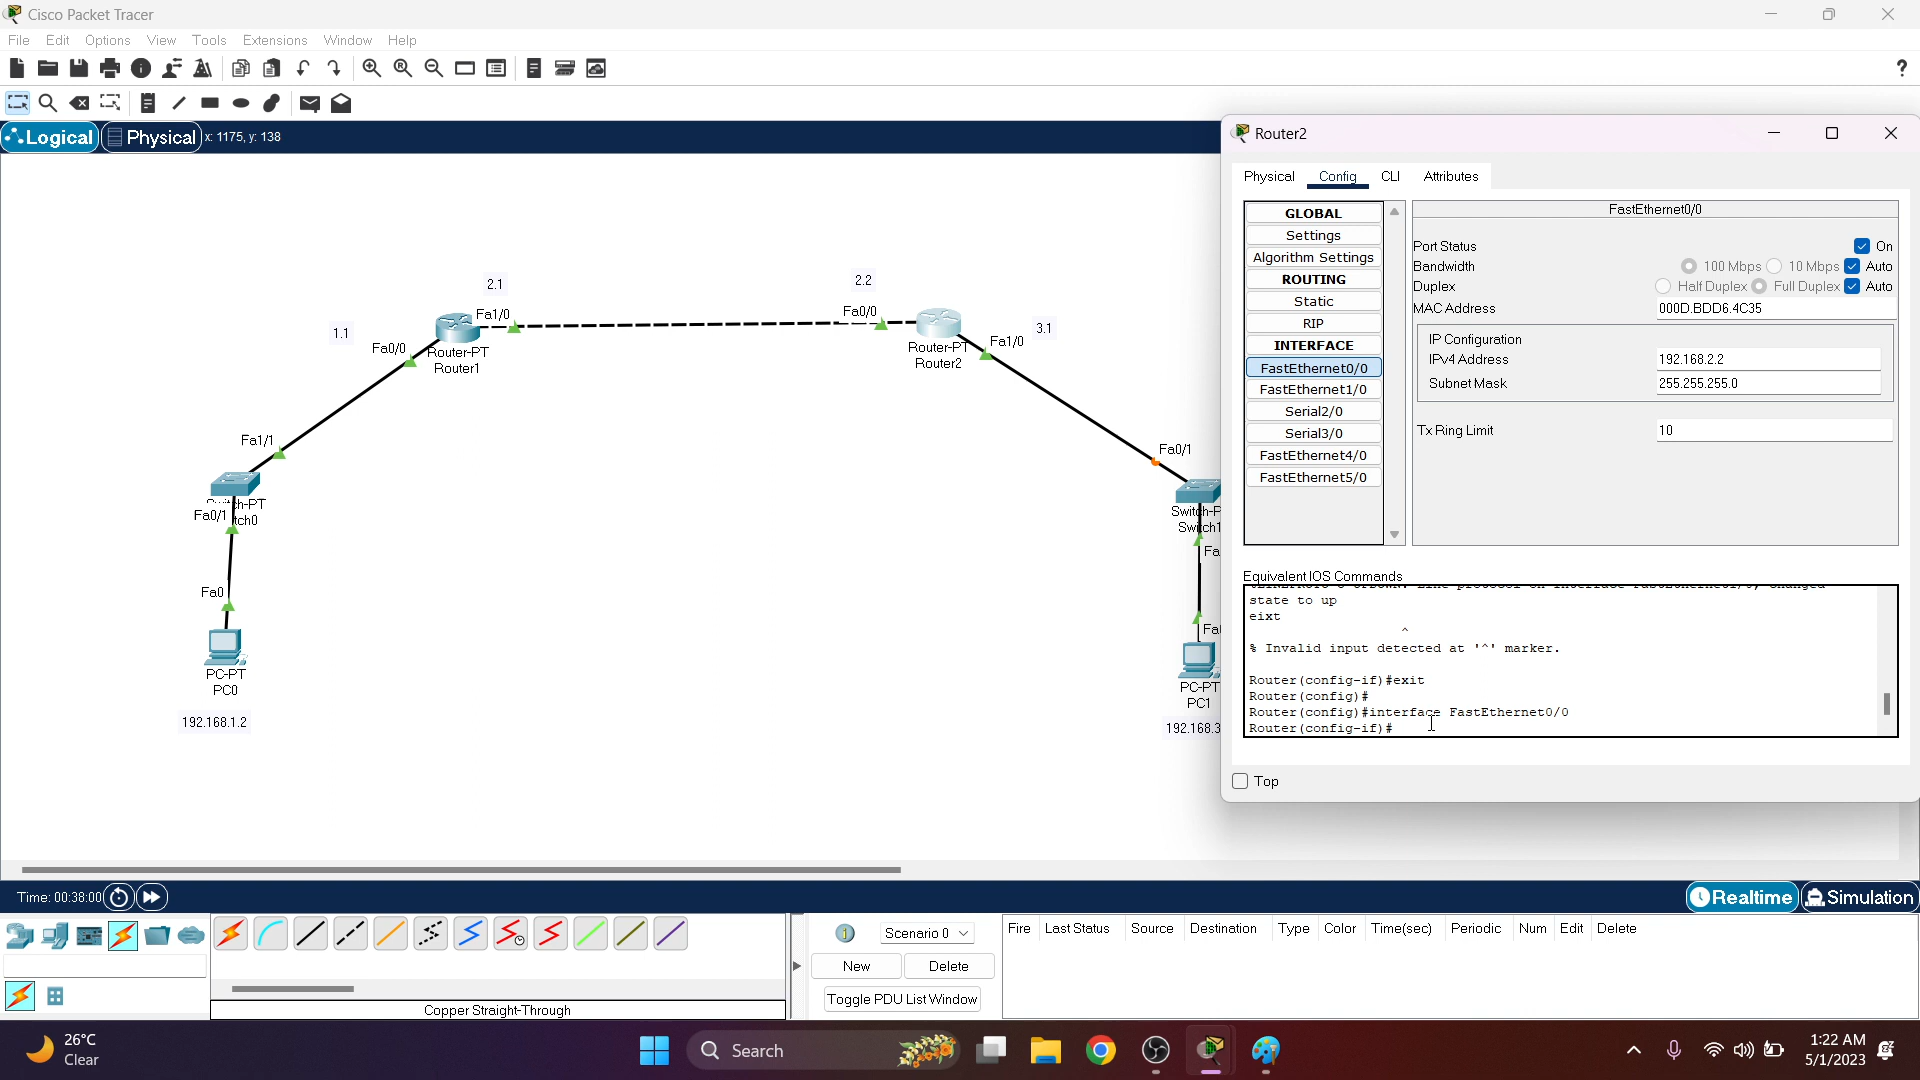 Cisco Packet Tracer
File Edit Options View Tools Extensions Window Help
Logical Physical x: 1175, y: 138
Router2
Physical Config CLI Attributes
GLOBAL
Settings
Algorithm Settings
ROUTING
Static
RIP
INTERFACE
FastEthernet0/0
FastEthernet1/0
Serial2/0
Serial3/0
FastEthernet4/0
FastEthernet5/0
FastEthernet0/0
Port Status On
Bandwidth 100 Mbps 10 Mbps Auto
Duplex Half Duplex Full Duplex Auto
MAC Address 000D.BDD6.4C35
IP Configuration
IPv4 Address 192.168.2.2
Subnet Mask 255.255.255.0
Tx Ring Limit 10
Equivalent IOS Commands
state to up
eixt
^
% Invalid input detected at '^' marker.
Router(config-if)#exit
Router(config)#
Router(config)#interface FastEthernet0/0
Router(config-if)#
Top
2.1
2.2
1.1
Fa1/0
Fa0/0
3.1
Fa0/0
Router-PT
Router1
Router-PT
Router2
Fa1/0
Fa1/1
Fa0/1
Fa0/1
Fa0
PC-PT
PC0
192.168.1.2
Switch1
PC-PT
PC1
192.168.3
Time: 00:38:00
Realtime Simulation
Scenario 0
New Delete
Toggle PDU List Window
Fire Last Status Source Destination Type Color Time(sec) Periodic Num Edit Delete
Copper Straight-Through
26°C
Clear
Search
1:22 AM
5/1/2023